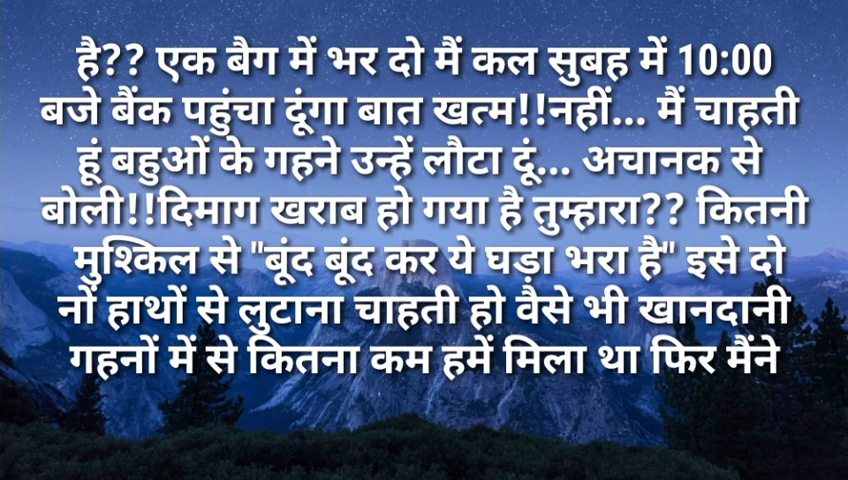 है?? एक बैग में भर दो मैं कल सुबह में 10:00
बजे बैंक पहुंचा दूंगा बात खत्म!!नहीं... मैं चाहती
हूं बहुओं के गहने उन्हें लौटा दूं... अचानक से
बोली!!दिमाग खराब हो गया है तुम्हारा?? कितनी
मुश्किल से "बूंद बूंद कर ये घड़ा भरा है" इसे दो
नों हाथों से लुटाना चाहती हो वैसे भी खानदानी
गहनों में से कितना कम हमें मिला था फिर मैंने